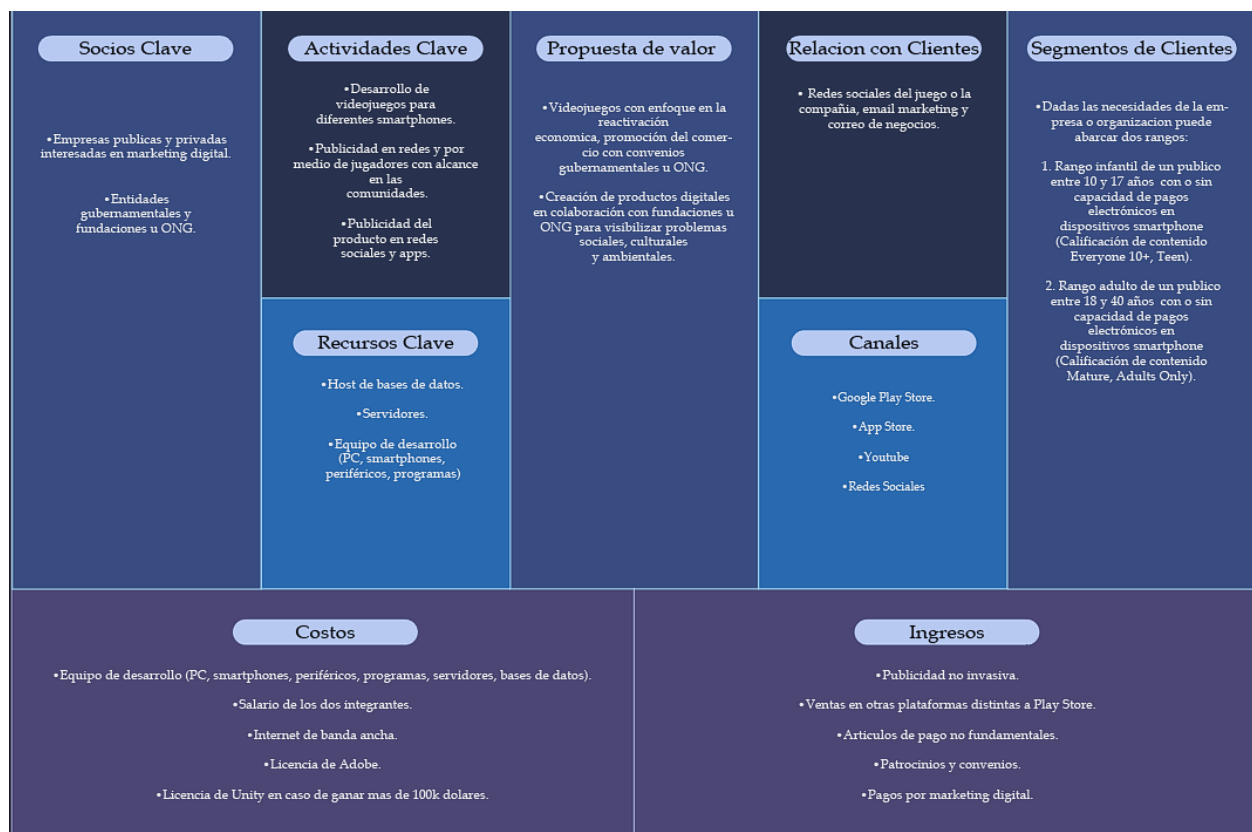 Socios Clave
•Empresas publicas y privadas
interesadas en marketing digital.
•Entidades
gubernamentales y
fundaciones u ONG.
Actividades Clave
•Desarrollo de
videojuegos para
diferentes smartphones.
•Publicidad en redes y por
medio de jugadores con alcance
en las
comunidades.
•Publicidad del
producto en redes
sociales y apps.
Recursos Clave
•Host de bases de datos.
•Servidores.
•Equipo de desarrollo
(PC, smartphones,
periféricos, programas)
Propuesta de valor
•Videojuegos con enfoque en la
reactivación
economica, promoción del comer-
cio con convenios
gubernamentales u ONG.
•Creación de productos digitales
en colaboración con fundaciones u
ONG para visibilizar problemas
sociales, culturales
y ambientales.
Relacion con Clientes
• Redes sociales del juego o la
compañia, email marketing y
correo de negocios.
Canales
•Google Play Store.
•App Store.
•Youtube
•Redes Sociales
Segmentos de Clientes
•Dadas las necesidades de la em-
presa o organizacion puede
abarcar dos rangos:
1. Rango infantil de un publico
entre 10 y 17 años con o sin
capacidad de pagos
electrónicos en
dispositivos smartphone
(Calificación de contenido
Everyone 10+, Teen).
2. Rango adulto de un publico
entre 18 y 40 años con o sin
capacidad de pagos
electrónicos en
dispositivos smartphone
(Calificación de contenido
Mature, Adults Only).
Costos
•Equipo de desarrollo (PC, smartphones, periféricos, programas, servidores, bases de datos).
•Salario de los dos integrantes.
•Internet de banda ancha.
•Licencia de Adobe.
•Licencia de Unity en caso de ganar mas de 100k dolares.
Ingresos
•Publicidad no invasiva.
•Ventas en otras plataformas distintas a Play Store.
•Articulos de pago no fundamentales.
•Patrocinios y convenios.
•Pagos por marketing digital.